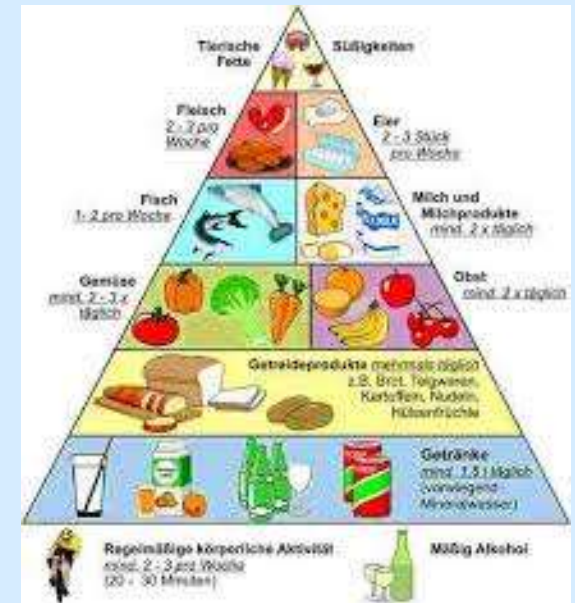 Tierische
Fette
Süßigkeiten
Fleisch
2 - 3 pro
Woche
Eier
2 - 3 Stück
pro Woche
Fisch
1- 2 pro Woche
Milch und
Milchprodukte
mind. 2 x täglich
Gemüse
mind. 2 - 3 x
täglich
Obst
mind. 2 x täglich
Getreideprodukte mehrmals täglich
z.B. Brot, Teigwaren,
Kartoffeln, Nudeln,
Hülsenfrüchte
Getränke
mind. 1,5 l täglich
(vorwiegend
Mineralwasser)
Regelmäßige körperliche Aktivität
mind. 2 - 3 pro Woche
(20 - 30 Minuten)
Mäßig Alkohol